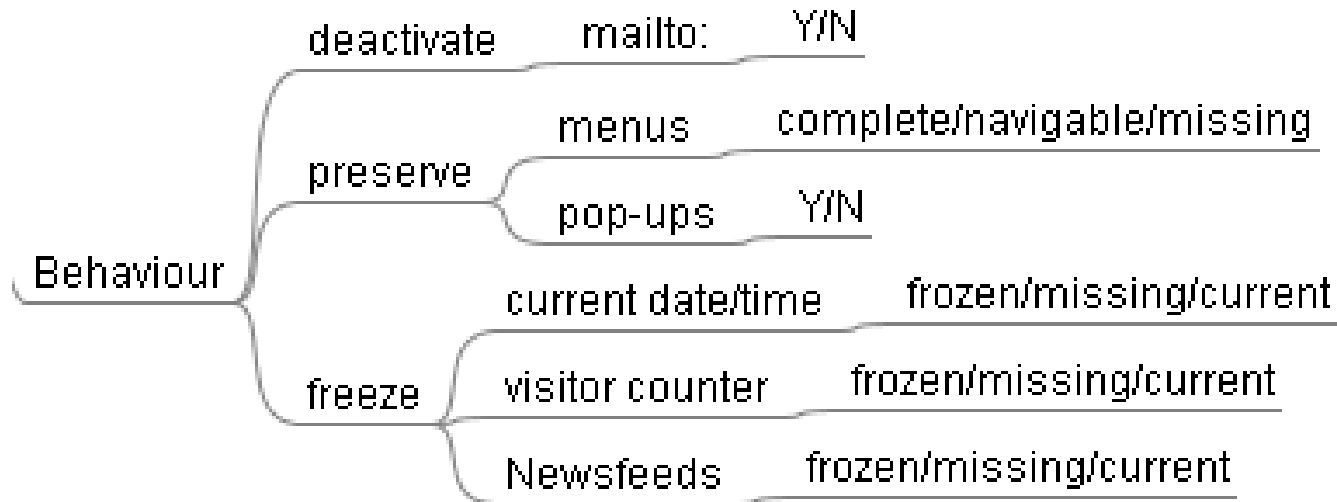 deactivate mailto: Y/N
menus complete/navigable/missing
preserve
pop-ups Y/N
Behaviour
current date/time frozen/missing/current
freeze visitor counter frozen/missing/current
Newsfeeds frozen/missing/current